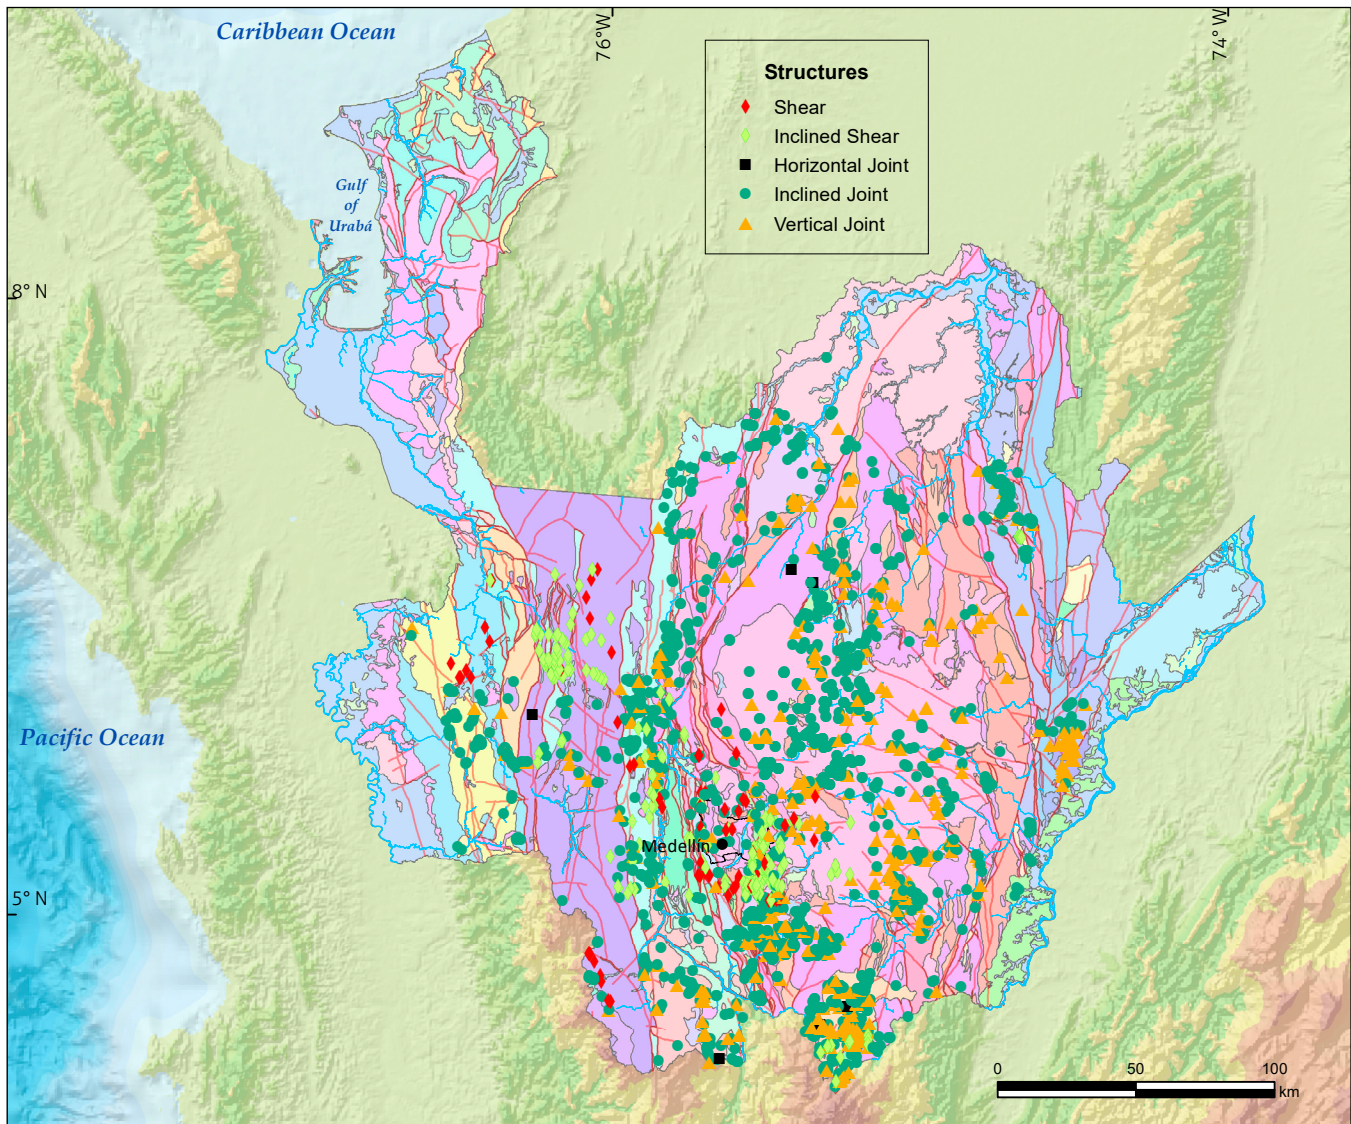 Caribbean Ocean
76°W
74° W
Structures
Shear
Inclined Shear
Horizontal Joint
Inclined Joint
Vertical Joint
Gulf
of
Urabá
8° N
Pacific Ocean
Medellín
5° N
0 50 100
km